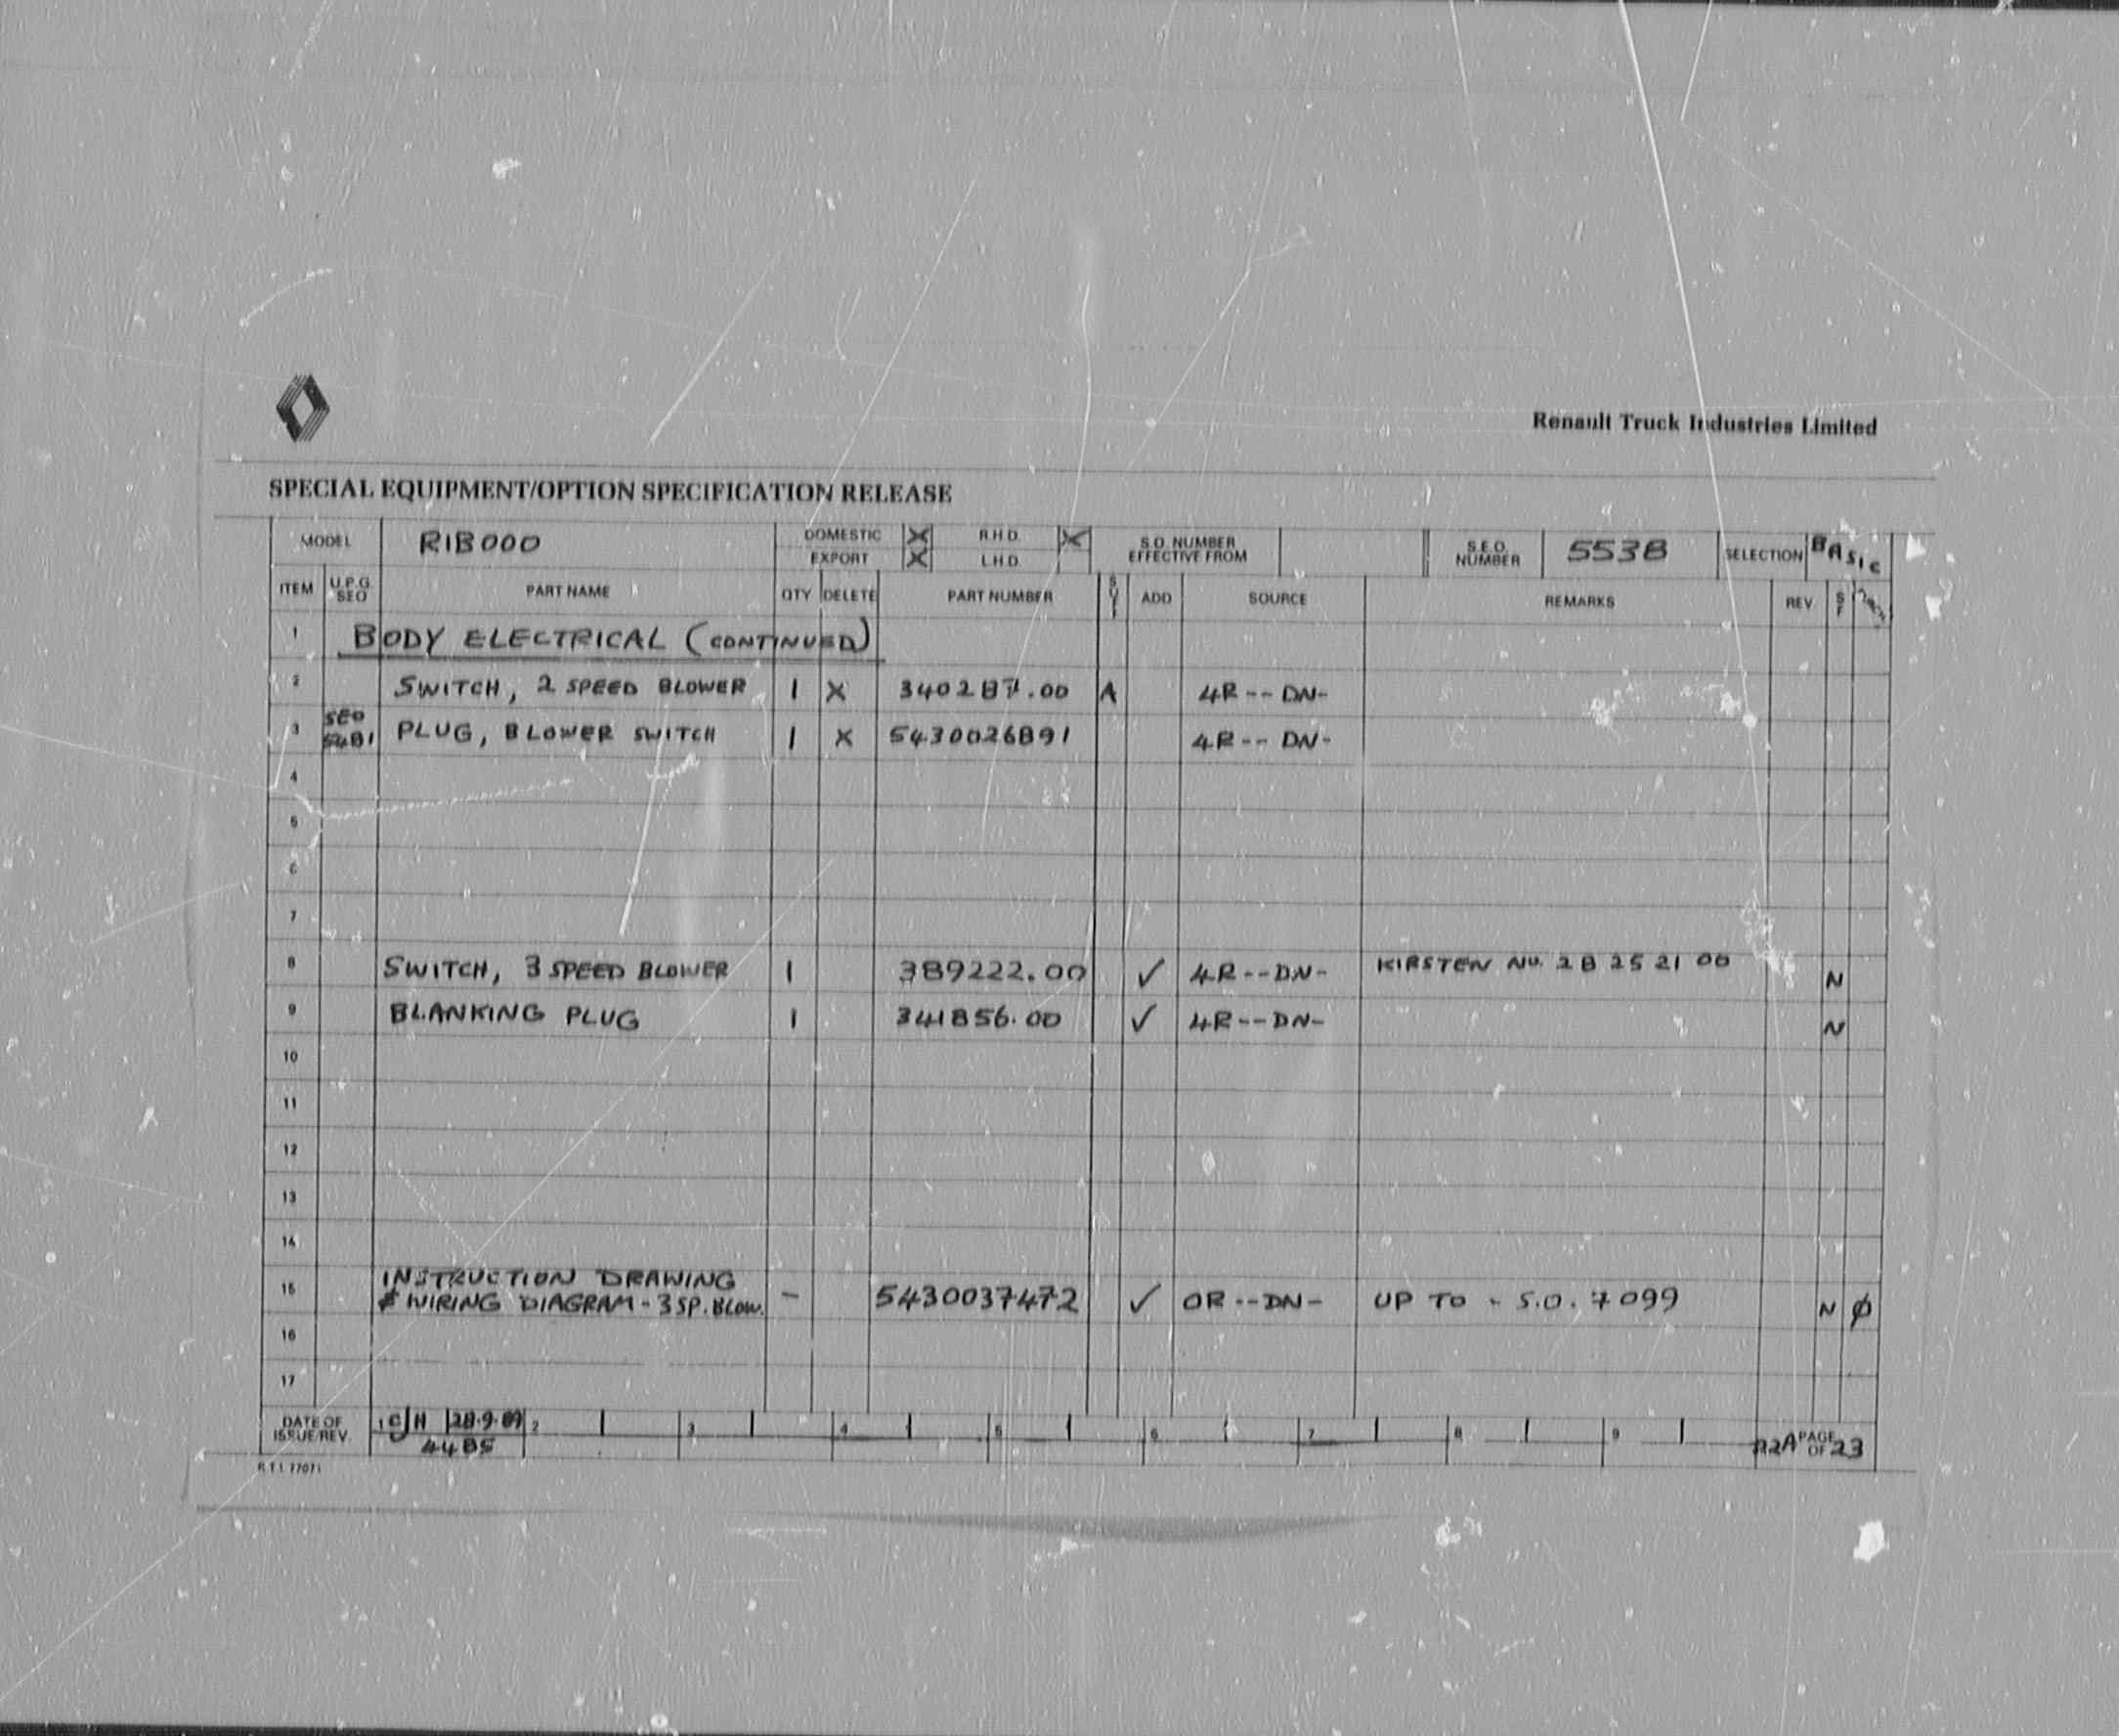 Renault Truck Industries Limited
SPECIAL EQUIPMENT/OPTION SPECIFICATION RELEASE
MODEL R1B000 DOMESTIC X R.H.D. X S.O. NUMBER EFFECTIVE FROM S.E.O. NUMBER 5538 SELECTION BASIC
EXPORT X L.H.D.
ITEM U.P.G. SEO PART NAME QTY DELETE PART NUMBER ADD SOURCE REMARKS REV
1 BODY ELECTRICAL (CONTINUED)
2 SWITCH, 2 SPEED BLOWER 1 X A 4R--DN-
3 SEO 5481 PLUG, BLOWER SWITCH 1 X 5430026891 4R--DN-
4
5
6
7
8 SWITCH, 3 SPEED BLOWER 1 389222.00 ✓ 4R--DN- KIRSTEN No. 28 25 21 00 N
9 BLANKING PLUG 1 341856.00 ✓ 4R--DN- N
10
11
12
13
14
15 INSTRUCTION DRAWING
& WIRING DIAGRAM-3 SP. BLOW. - 5430037472 ✓ OR--DN- UP TO - S.O. 7099 N Ø
16
17
DATE OF ISSUE/REV. 1 CJH 28.9.89 2 3 4 5 6 7 8 9 22A PAGE OF 23
4485
R.T.I. 77071